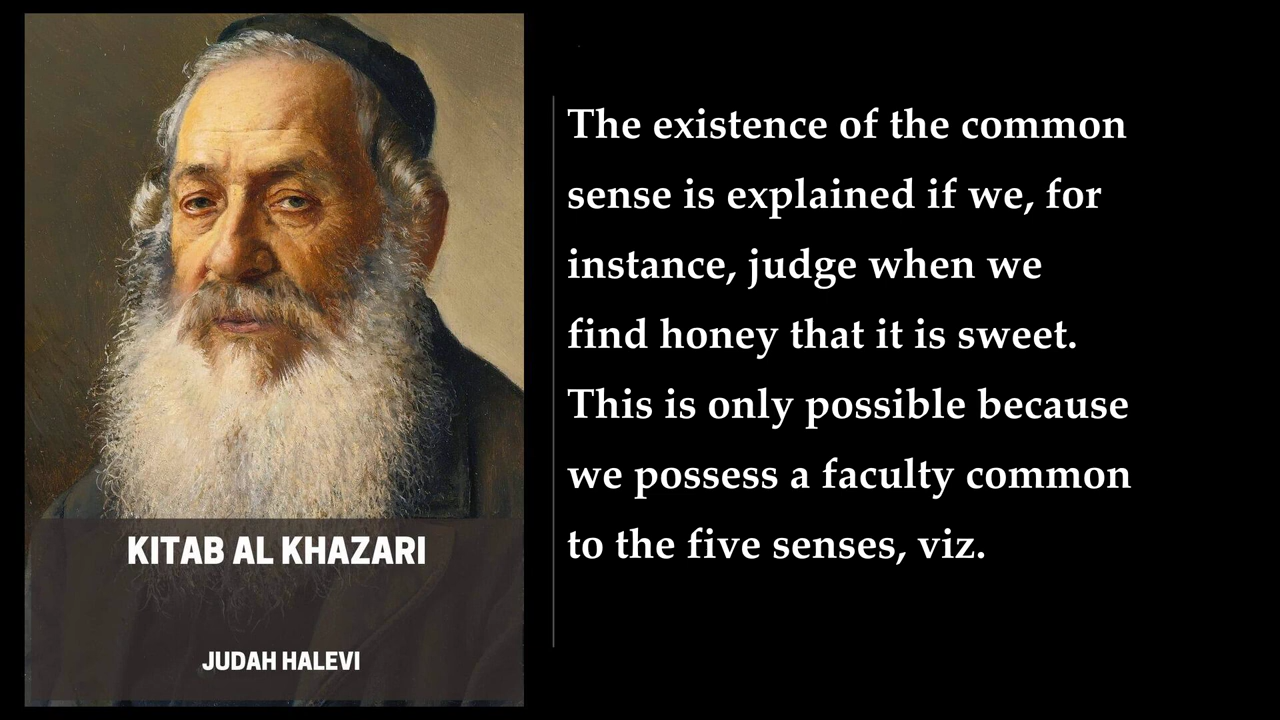 The existence of the common
sense is explained if we, for
instance, judge when we
find honey that it is sweet.
This is only possible because
we possess a faculty common
to the five senses, viz.
KITAB AL KHAZARI
JUDAH HALEVI